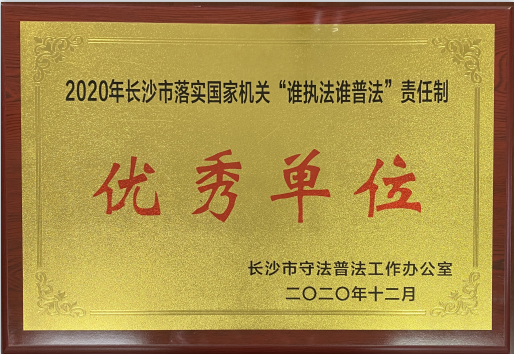 2020年长沙市落实国家机关“谁执法谁普法”责任制
优秀单位
长沙市守法普法工作办公室
二〇二〇年十二月